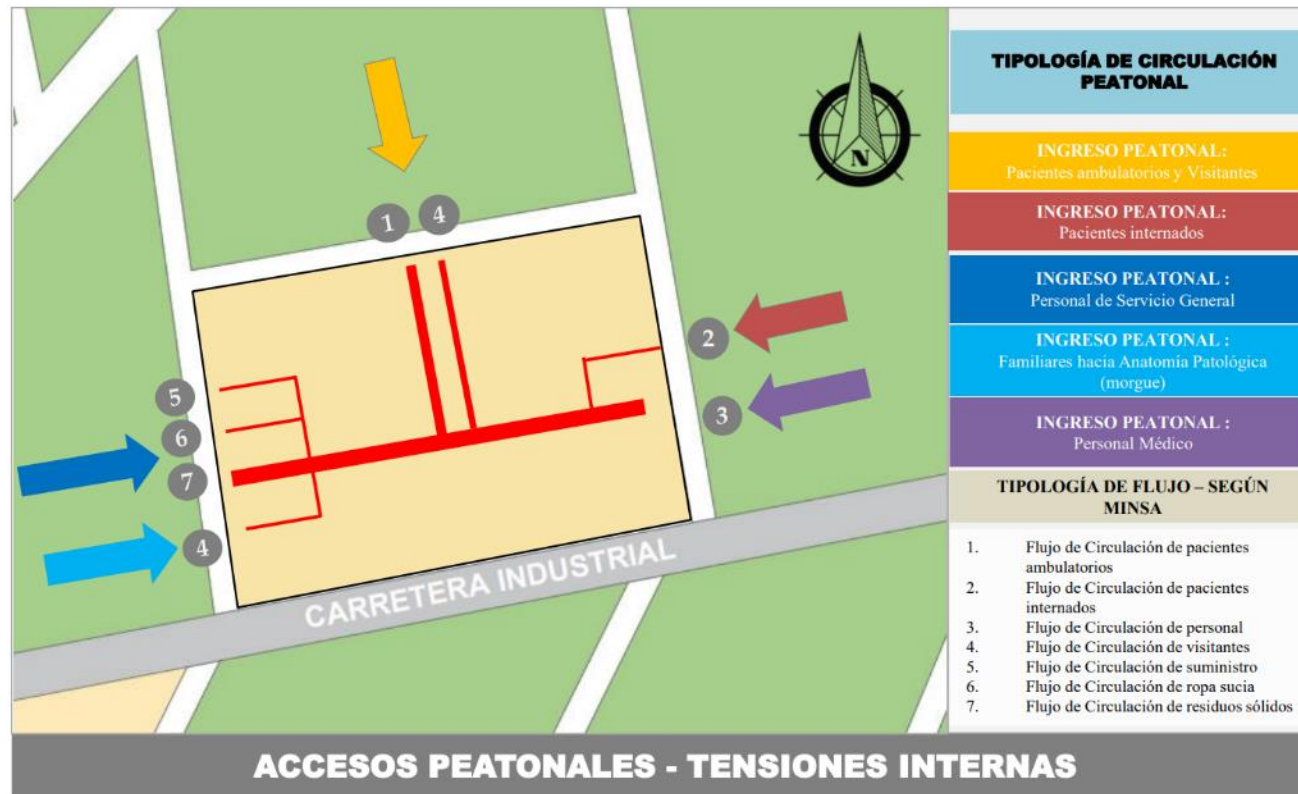 1
4
N
2
3
5
6
7
4
CARRETERA INDUSTRIAL
TIPOLOGÍA DE CIRCULACIÓN
PEATONAL
INGRESO PEATONAL:
Pacientes ambulatorios y Visitantes
INGRESO PEATONAL:
Pacientes internados
INGRESO PEATONAL :
Personal de Servicio General
INGRESO PEATONAL :
Familiares hacia Anatomía Patológica
(morgue)
INGRESO PEATONAL :
Personal Médico
TIPOLOGÍA DE FLUJO – SEGÚN
MINSA
1. Flujo de Circulación de pacientes
ambulatorios
2. Flujo de Circulación de pacientes
internados
3. Flujo de Circulación de personal
4. Flujo de Circulación de visitantes
5. Flujo de Circulación de suministro
6. Flujo de Circulación de ropa sucia
7. Flujo de Circulación de residuos sólidos
ACCESOS PEATONALES - TENSIONES INTERNAS